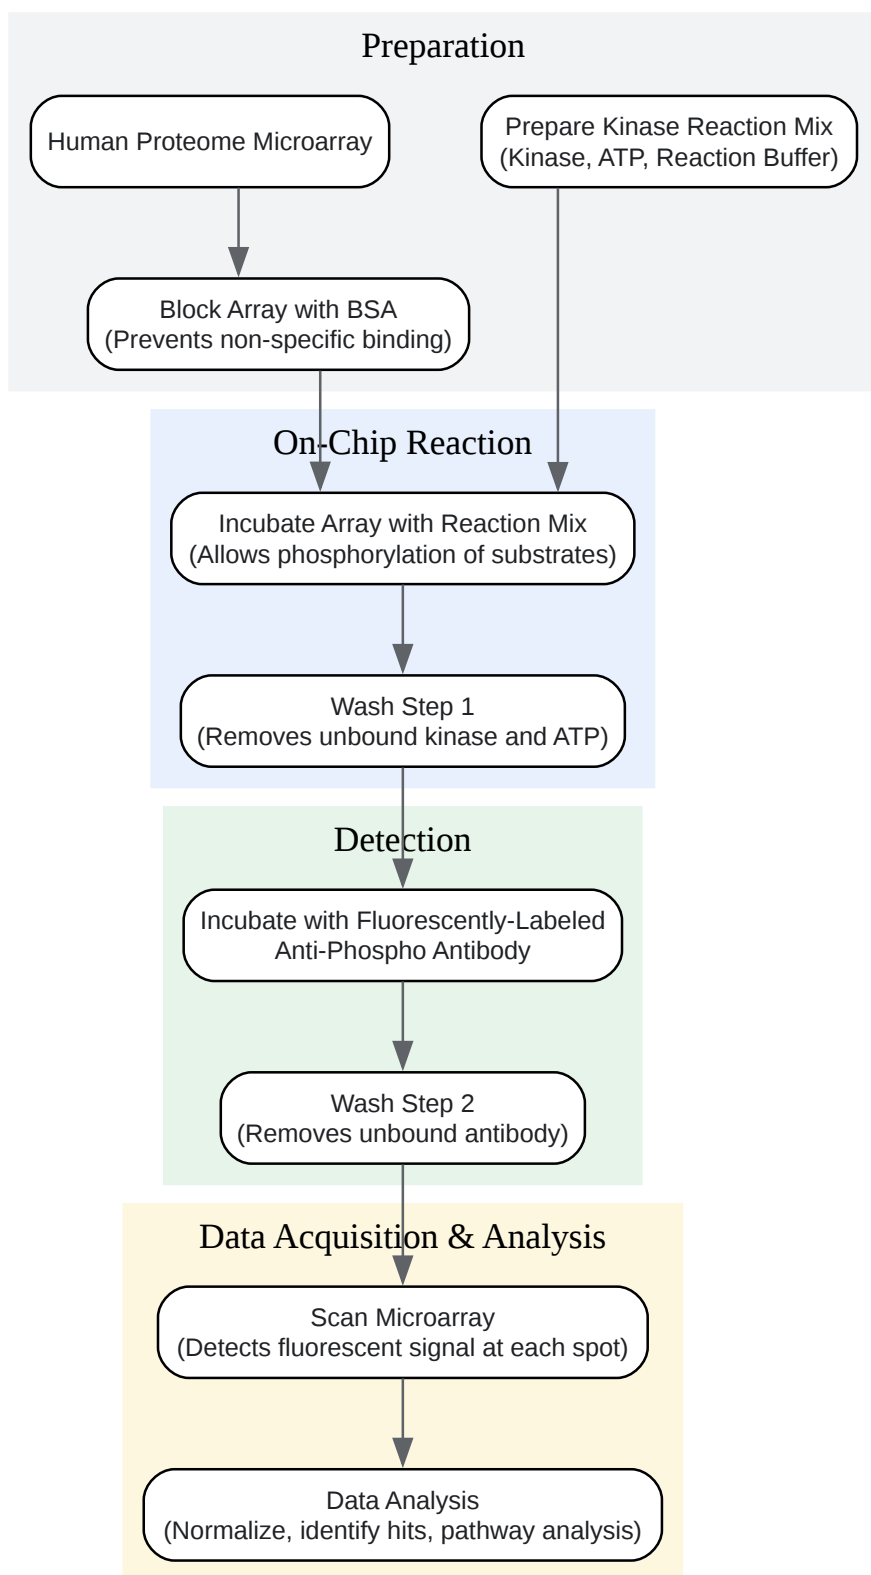 Preparation
Human Proteome Microarray
Prepare Kinase Reaction Mix
(Kinase, ATP, Reaction Buffer)
Block Array with BSA
(Prevents non-specific binding)
On-Chip Reaction
Incubate Array with Reaction Mix
(Allows phosphorylation of substrates)
Wash Step 1
(Removes unbound kinase and ATP)
Detection
Incubate with Fluorescently-Labeled
Anti-Phospho Antibody
Wash Step 2
(Removes unbound antibody)
Data Acquisition & Analysis
Scan Microarray
(Detects fluorescent signal at each spot)
Data Analysis
(Normalize, identify hits, pathway analysis)